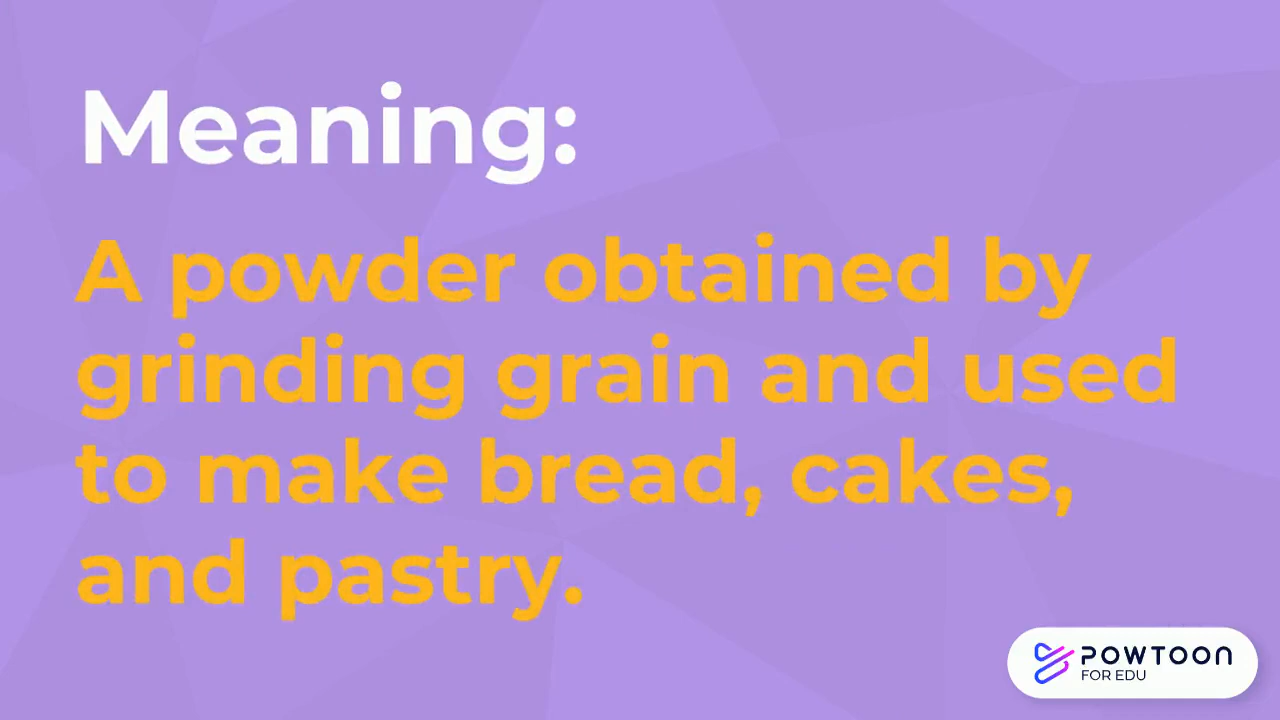 Meaning:
A powder obtained by
grinding grain and used
to make bread, cakes,
and pastry.
POWTOON
FOR EDU